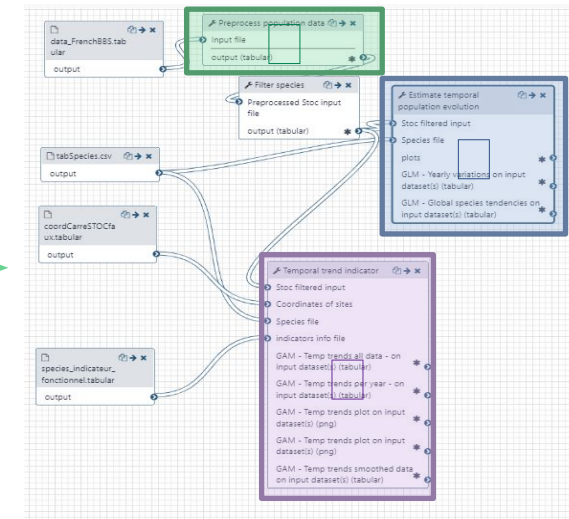 data_FrenchBBS.tab
ular
output
Preprocess population data
Input file
output (tabular)
Filter species
Preprocessed Stoc input
file
output (tabular)
Estimate temporal
population evolution
Stoc filtered input
Species file
plots
GLM - Yearly variations on input
dataset(s) (tabular)
GLM - Global species tendencies on
input dataset(s) (tabular)
tabSpecies.csv
output
coordCarreSTOCfa
ux.tabular
output
species_indicateur_
fonctionnel.tabular
output
Temporal trend indicator
Stoc filtered input
Coordinates of sites
Species file
indicators info file
GAM - Temp trends all data - on
input dataset(s) (tabular)
GAM - Temp trends per year - on
input dataset(s) (tabular)
GAM - Temp trends plot on input
dataset(s) (png)
GAM - Temp trends plot on input
dataset(s) (png)
GAM - Temp trends smoothed data
on input dataset(s) (tabular)